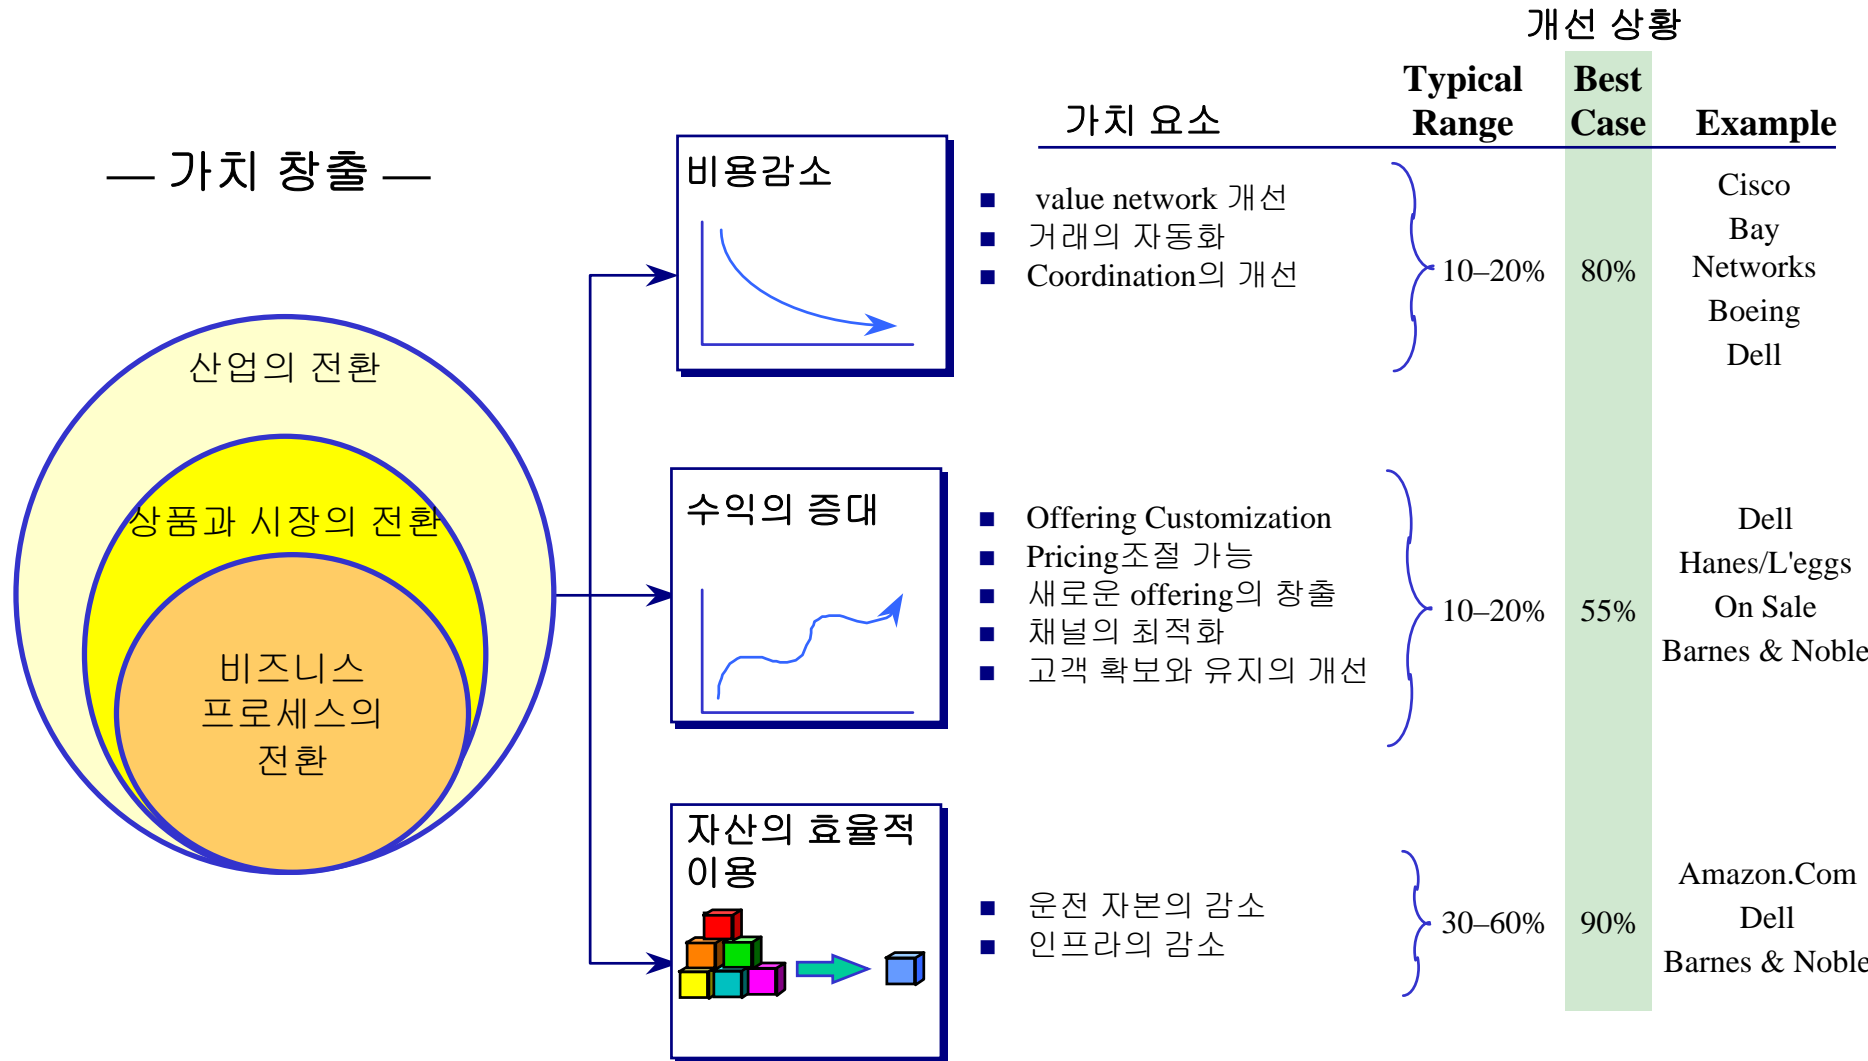 개선 상황
가치 요소
Typical
Range
Best
Case
Example
— 가치 창출 —
산업의 전환
상품과 시장의 전환
비즈니스
프로세스의
전환
비용감소
■ value network 개선
■ 거래의 자동화
■ Coordination의 개선
10–20%
80%
Cisco
Bay
Networks
Boeing
Dell
수익의 증대
■ Offering Customization
■ Pricing조절 가능
■ 새로운 offering의 창출
■ 채널의 최적화
■ 고객 확보와 유지의 개선
10–20%
55%
Dell
Hanes/L'eggs
On Sale
Barnes & Noble
자산의 효율적
이용
■ 운전 자본의 감소
■ 인프라의 감소
30–60%
90%
Amazon.Com
Dell
Barnes & Noble